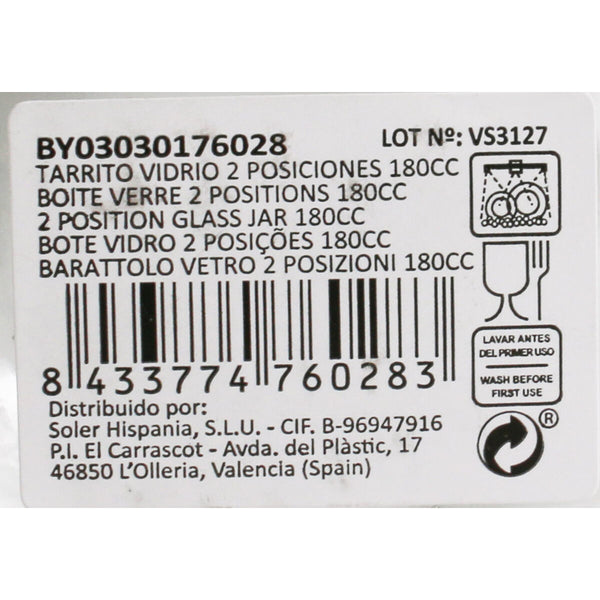 BY03030176028 LOT Nº: VS3127
TARRITO VIDRIO 2 POSICIONES 180CC
BOITE VERRE 2 POSITIONS 180CC
2 POSITION GLASS JAR 180CC
BOTE VIDRO 2 POSIÇÕES 180CC
BARATTOLO VETRO 2 POSIZIONI 180CC
8 433774 760283
LAVAR ANTES
DEL PRIMER USO
WASH BEFORE
FIRST USE
Distribuido por:
Soler Hispania, S.L.U. - CIF. B-96947916
P.I. El Carrascot - Avda. del Plàstic, 17
46850 L'Olleria, Valencia (Spain)
®